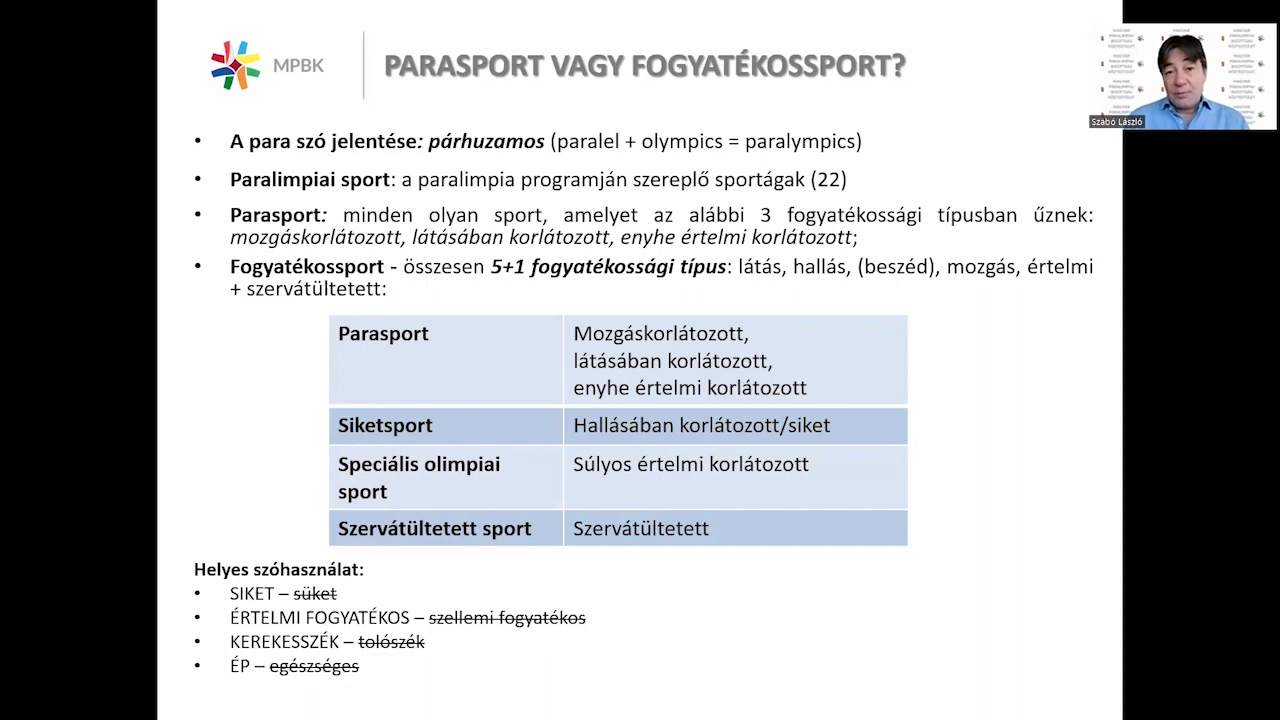 MPBK
PARASPORT VAGY FOGYATÉKOSSPORT?
• A para szó jelentése: párhuzamos (paralel + olympics = paralympics)
• Paralimpiai sport: a paralimpia programján szereplő sportágak (22)
• Parasport: minden olyan sport, amelyet az alábbi 3 fogyatékossági típusban űznek:
mozgáskorlátozott, látásában korlátozott, enyhe értelmi korlátozott;
• Fogyatékossport - összesen 5+1 fogyatékossági típus: látás, hallás, (beszéd), mozgás, értelmi
+ szervátültetett:
Parasport
Mozgáskorlátozott,
látásában korlátozott,
enyhe értelmi korlátozott
Siketsport
Hallásában korlátozott/siket
Speciális olimpiai
sport
Súlyos értelmi korlátozott
Szervátültetett sport
Szervátültetett
Helyes szóhasználat:
• SIKET – süket
• ÉRTELMI FOGYATÉKOS – szellemi fogyatékos
• KEREKESSZÉK – tolószék
• ÉP – egészséges
Szabó László